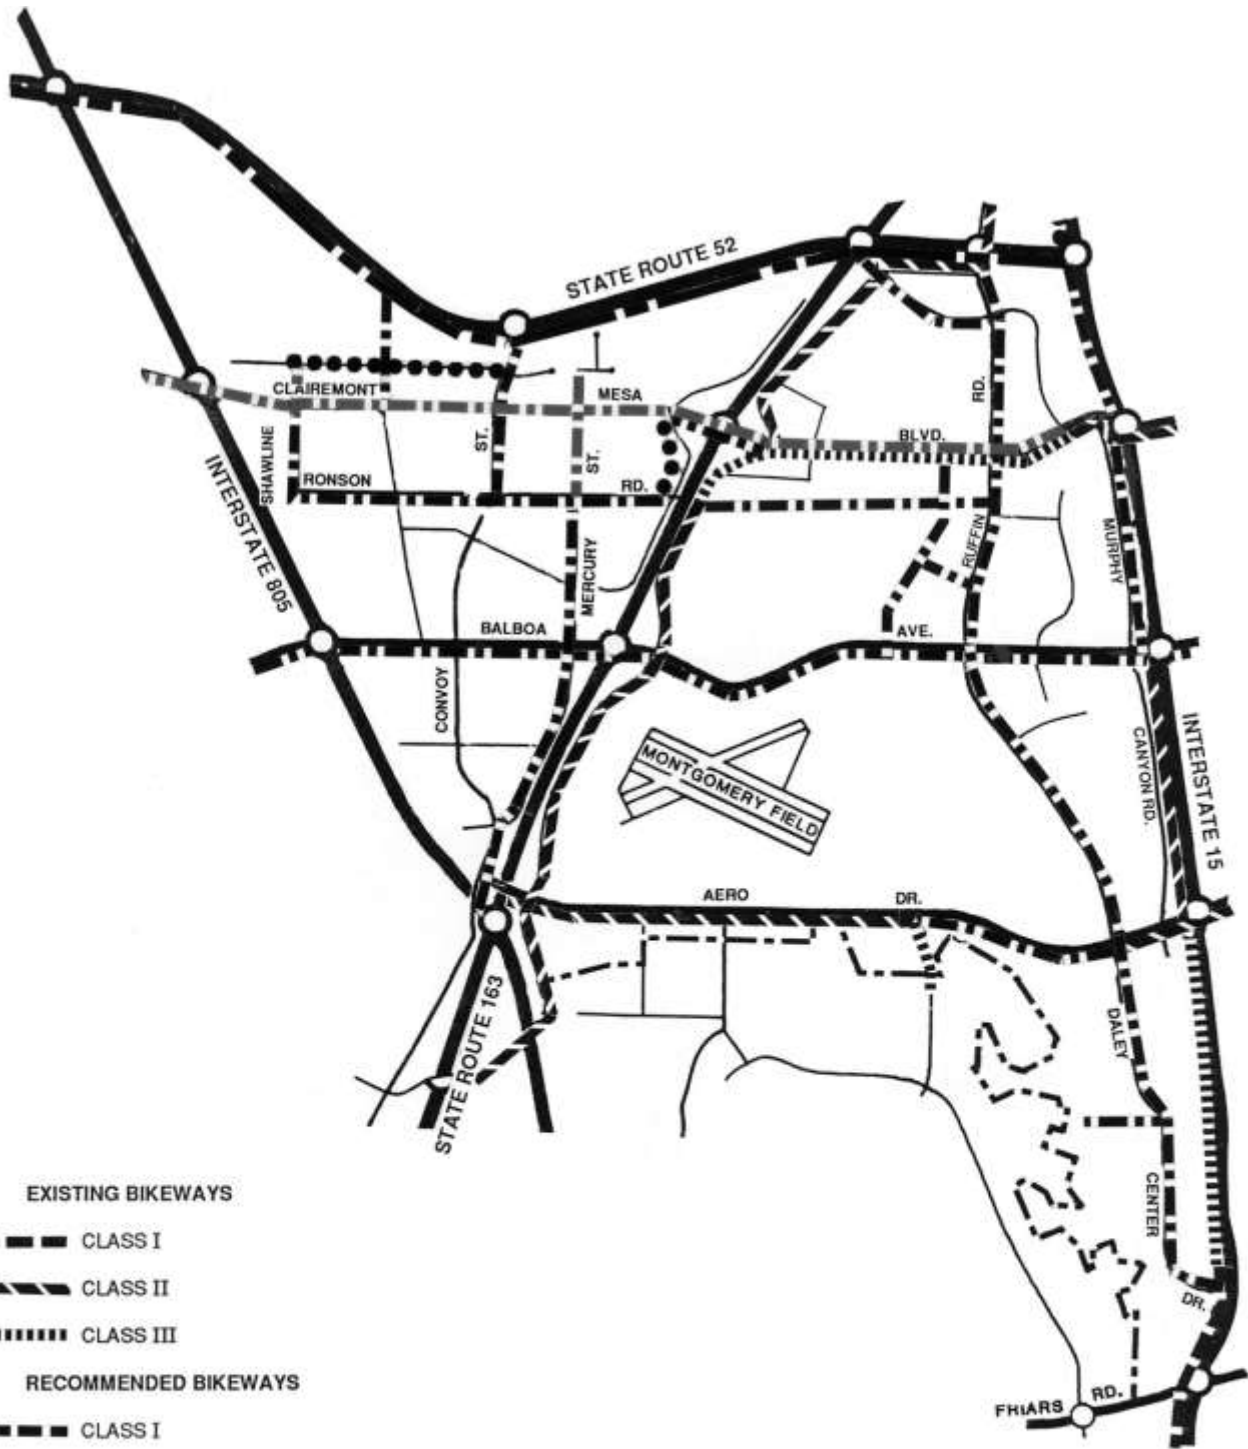 STATE ROUTE 52
CLAIREMONT
MESA
BLVD.
SHAWLINE
ST.
ST.
RD.
RONSON
RD.
INTERSTATE 805
MERCURY
RUFFIN
MURPHY
BALBOA
AVE.
CONVOY
MONTGOMERY FIELD
CANYON RD.
INTERSTATE 15
AERO
DR.
STATE ROUTE 163
DALEY
CENTER
DR.
FRIARS
RD.
EXISTING BIKEWAYS
CLASS I
CLASS II
CLASS III
RECOMMENDED BIKEWAYS
CLASS I